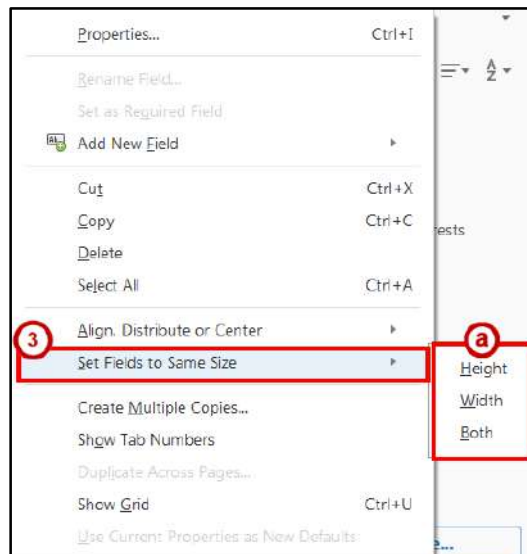 Properties... Ctrl+I
Rename Field...
Set as Required Field
Add New Field
Cut Ctrl+X
Copy Ctrl+C
rests
Delete
Select All Ctrl+A
Align, Distribute or Center
3
a
Set Fields to Same Size
Height
Width
Both
Create Multiple Copies...
Show Tab Numbers
Duplicate Across Pages...
Show Grid Ctrl+U
Use Current Properties as New Defaults